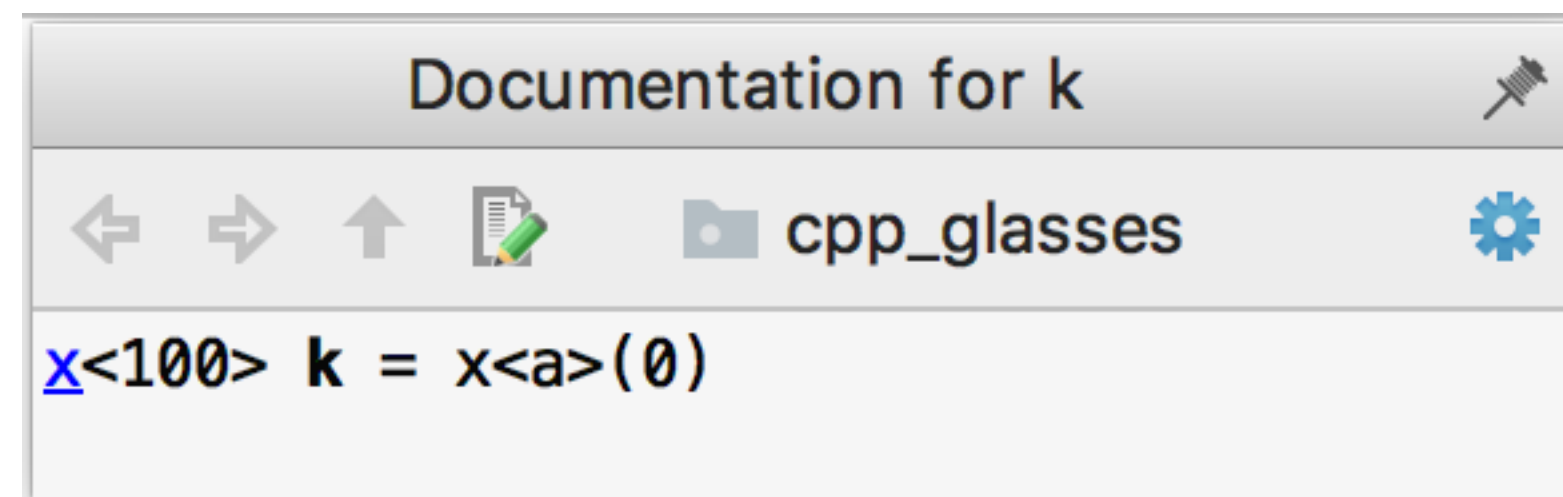 Documentation for k
cpp_glasses
x<100> k = x<a>(0)